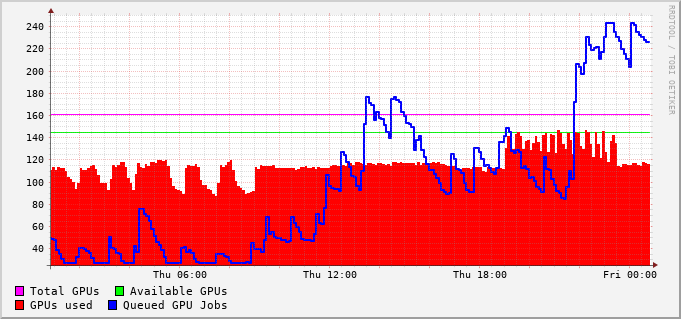 RRDTOOL / TOBI OETIKER
240
220
200
180
160
140
120
100
80
60
40
Thu 06:00 Thu 12:00 Thu 18:00 Fri 00:00
Total GPUs Available GPUs
GPUs used Queued GPU Jobs